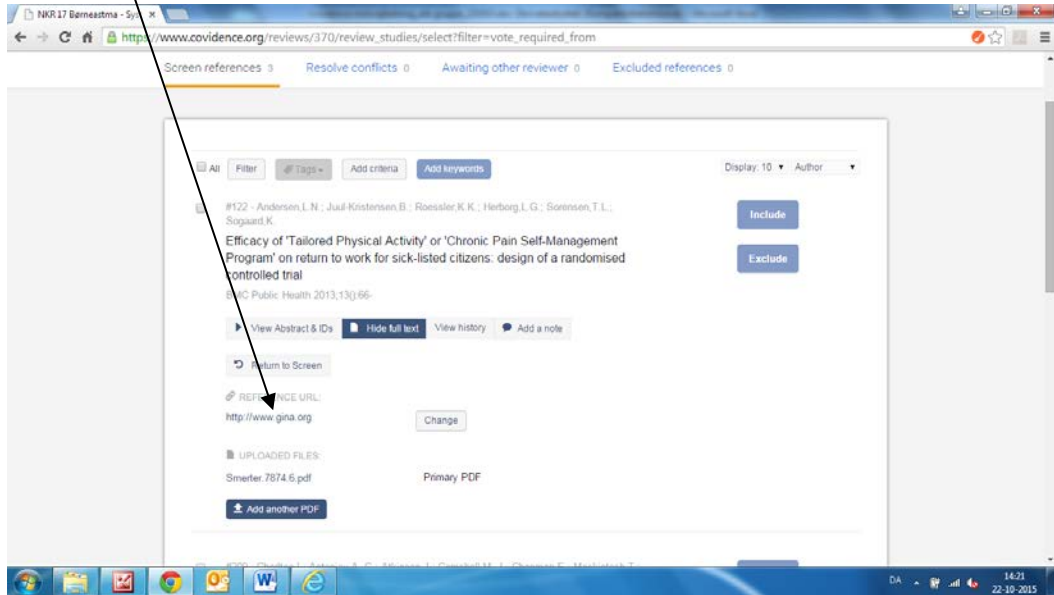 NKR 17 Børneastma - Sys
https://www.covidence.org/reviews/370/review_studies/select?filter=vote_required_from
Screen references 3 Resolve conflicts 0 Awaiting other reviewer 0 Excluded references 0
All Filter Tags Add criteria Add keywords Display: 10 Author
#122 - Andersen,L.N.; Juul-Kristensen,B.; Roessler,K.K.; Herborg,L.G.; Sorensen,T.L.;
Sogaard,K.
Include
Efficacy of 'Tailored Physical Activity' or 'Chronic Pain Self-Management
Program' on return to work for sick-listed citizens: design of a randomised
controlled trial
Exclude
BMC Public Health 2013;13():66-
View Abstract & IDs Hide full text View history Add a note
Return to Screen
REFERENCE URL:
http://www.gina.org Change
UPLOADED FILES:
Smerter.7874.6.pdf Primary PDF
Add another PDF
DA 14:21
22-10-2015